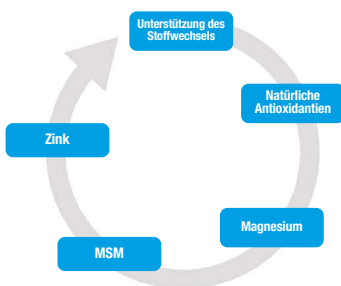 Unterstützung des
Stoffwechsels
Natürliche
Antioxidantien
Magnesium
MSM
Zink